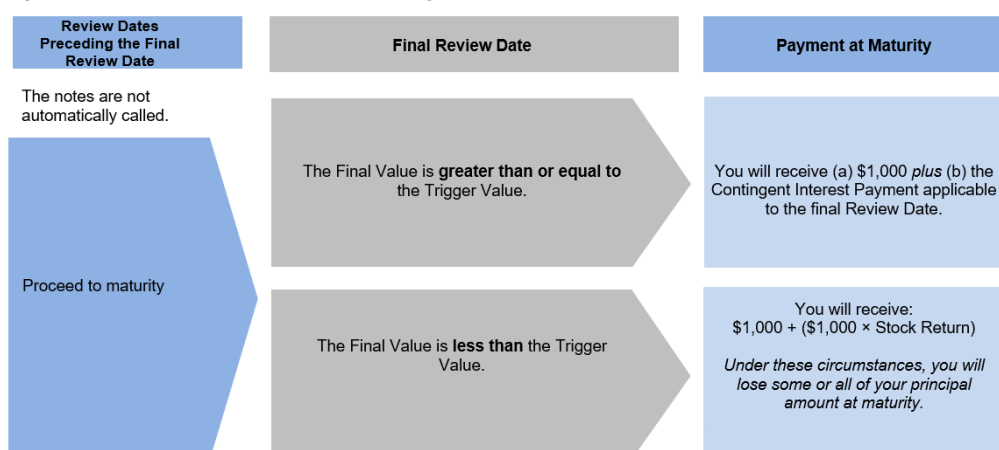 Review Dates
Preceding the Final
Review Date
Final Review Date
Payment at Maturity
The notes are not
automatically called.
Proceed to maturity
The Final Value is greater than or equal to
the Trigger Value.
You will receive (a) $1,000 plus (b) the
Contingent Interest Payment applicable
to the final Review Date.
The Final Value is less than the Trigger
Value.
You will receive:
$1,000 + ($1,000 × Stock Return)
Under these circumstances, you will
lose some or all of your principal
amount at maturity.